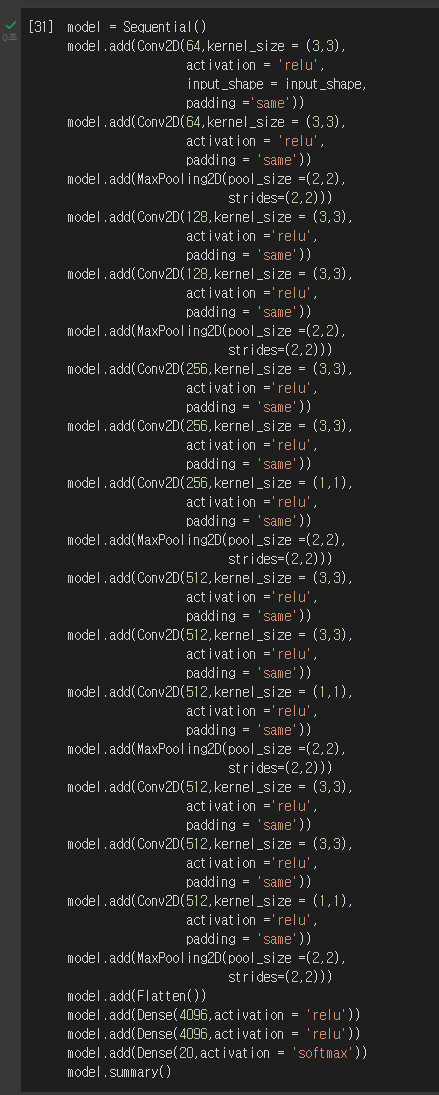 [31] model = Sequential()
model.add(Conv2D(64,kernel_size = (3,3),
activation = 'relu',
input_shape = input_shape,
padding ='same'))
model.add(Conv2D(64,kernel_size = (3,3),
activation = 'relu',
padding = 'same'))
model.add(MaxPooling2D(pool_size =(2,2),
strides=(2,2)))
model.add(Conv2D(128,kernel_size = (3,3),
activation ='relu',
padding = 'same'))
model.add(Conv2D(128,kernel_size = (3,3),
activation ='relu',
padding = 'same'))
model.add(MaxPooling2D(pool_size =(2,2),
strides=(2,2)))
model.add(Conv2D(256,kernel_size = (3,3),
activation ='relu',
padding = 'same'))
model.add(Conv2D(256,kernel_size = (3,3),
activation ='relu',
padding = 'same'))
model.add(Conv2D(256,kernel_size = (1,1),
activation ='relu',
padding = 'same'))
model.add(MaxPooling2D(pool_size =(2,2),
strides=(2,2)))
model.add(Conv2D(512,kernel_size = (3,3),
activation ='relu',
padding = 'same'))
model.add(Conv2D(512,kernel_size = (3,3),
activation ='relu',
padding = 'same'))
model.add(Conv2D(512,kernel_size = (1,1),
activation ='relu',
padding = 'same'))
model.add(MaxPooling2D(pool_size =(2,2),
strides=(2,2)))
model.add(Conv2D(512,kernel_size = (3,3),
activation ='relu',
padding = 'same'))
model.add(Conv2D(512,kernel_size = (3,3),
activation ='relu',
padding = 'same'))
model.add(Conv2D(512,kernel_size = (1,1),
activation ='relu',
padding = 'same'))
model.add(MaxPooling2D(pool_size =(2,2),
strides=(2,2)))
model.add(Flatten())
model.add(Dense(4096,activation = 'relu'))
model.add(Dense(4096,activation = 'relu'))
model.add(Dense(20,activation = 'softmax'))
model.summary()